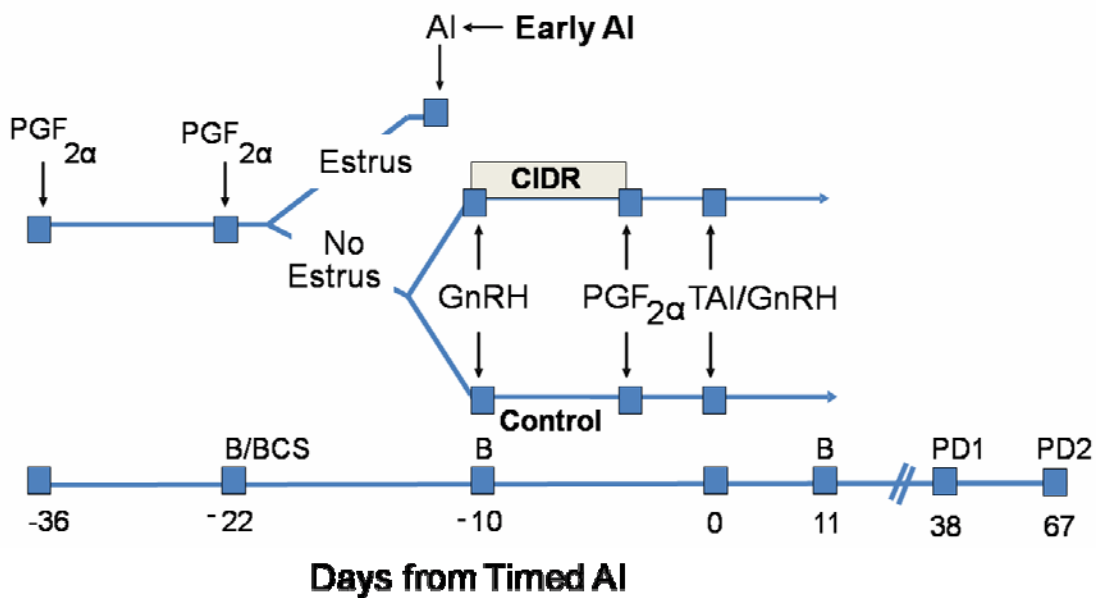 AI ← Early AI
PGF2α
PGF2α
Estrus
CIDR
No
Estrus
GnRH
PGF2α
TAI/GnRH
Control
B/BCS
B
B
PD1
PD2
-36
-22
-10
0
11
38
67
Days from Timed AI